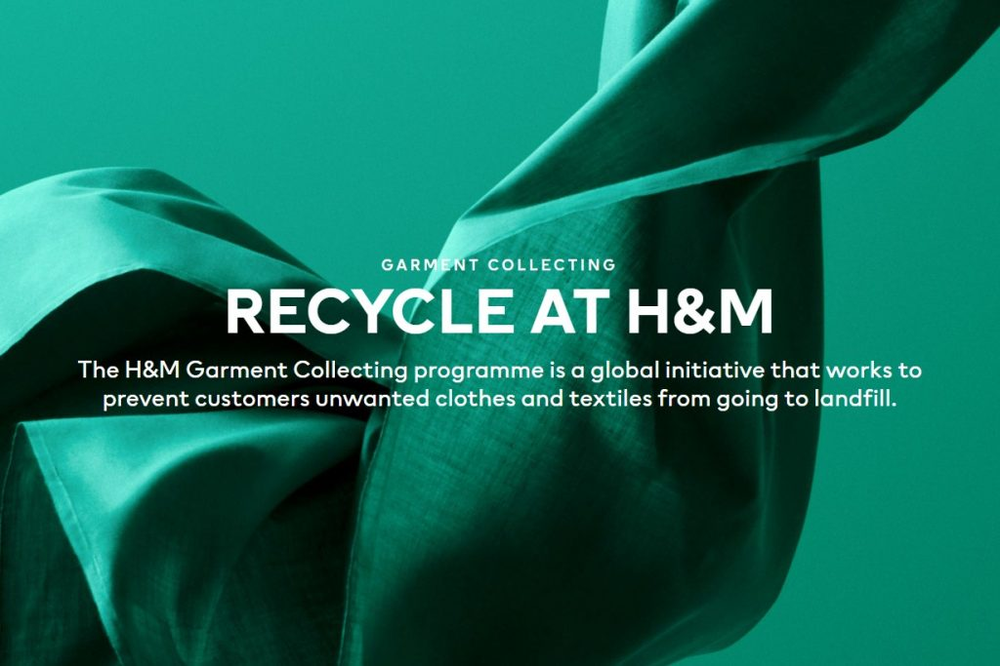 GARMENT COLLECTING
RECYCLE AT H&M
The H&M Garment Collecting programme is a global initiative that works to
prevent customers unwanted clothes and textiles from going to landfill.